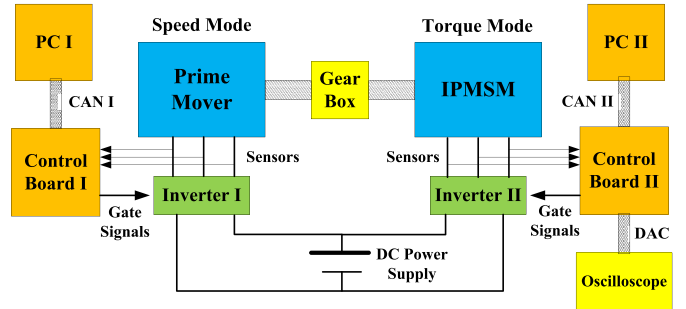 Speed Mode
Torque Mode
PC I
PC II
Prime
Mover
Gear
Box
IPMSM
CAN I
CAN II
Control
Board I
Sensors
Sensors
Control
Board II
Inverter I
Inverter II
Gate
Signals
Gate
Signals
DC Power
Supply
DAC
Oscilloscope